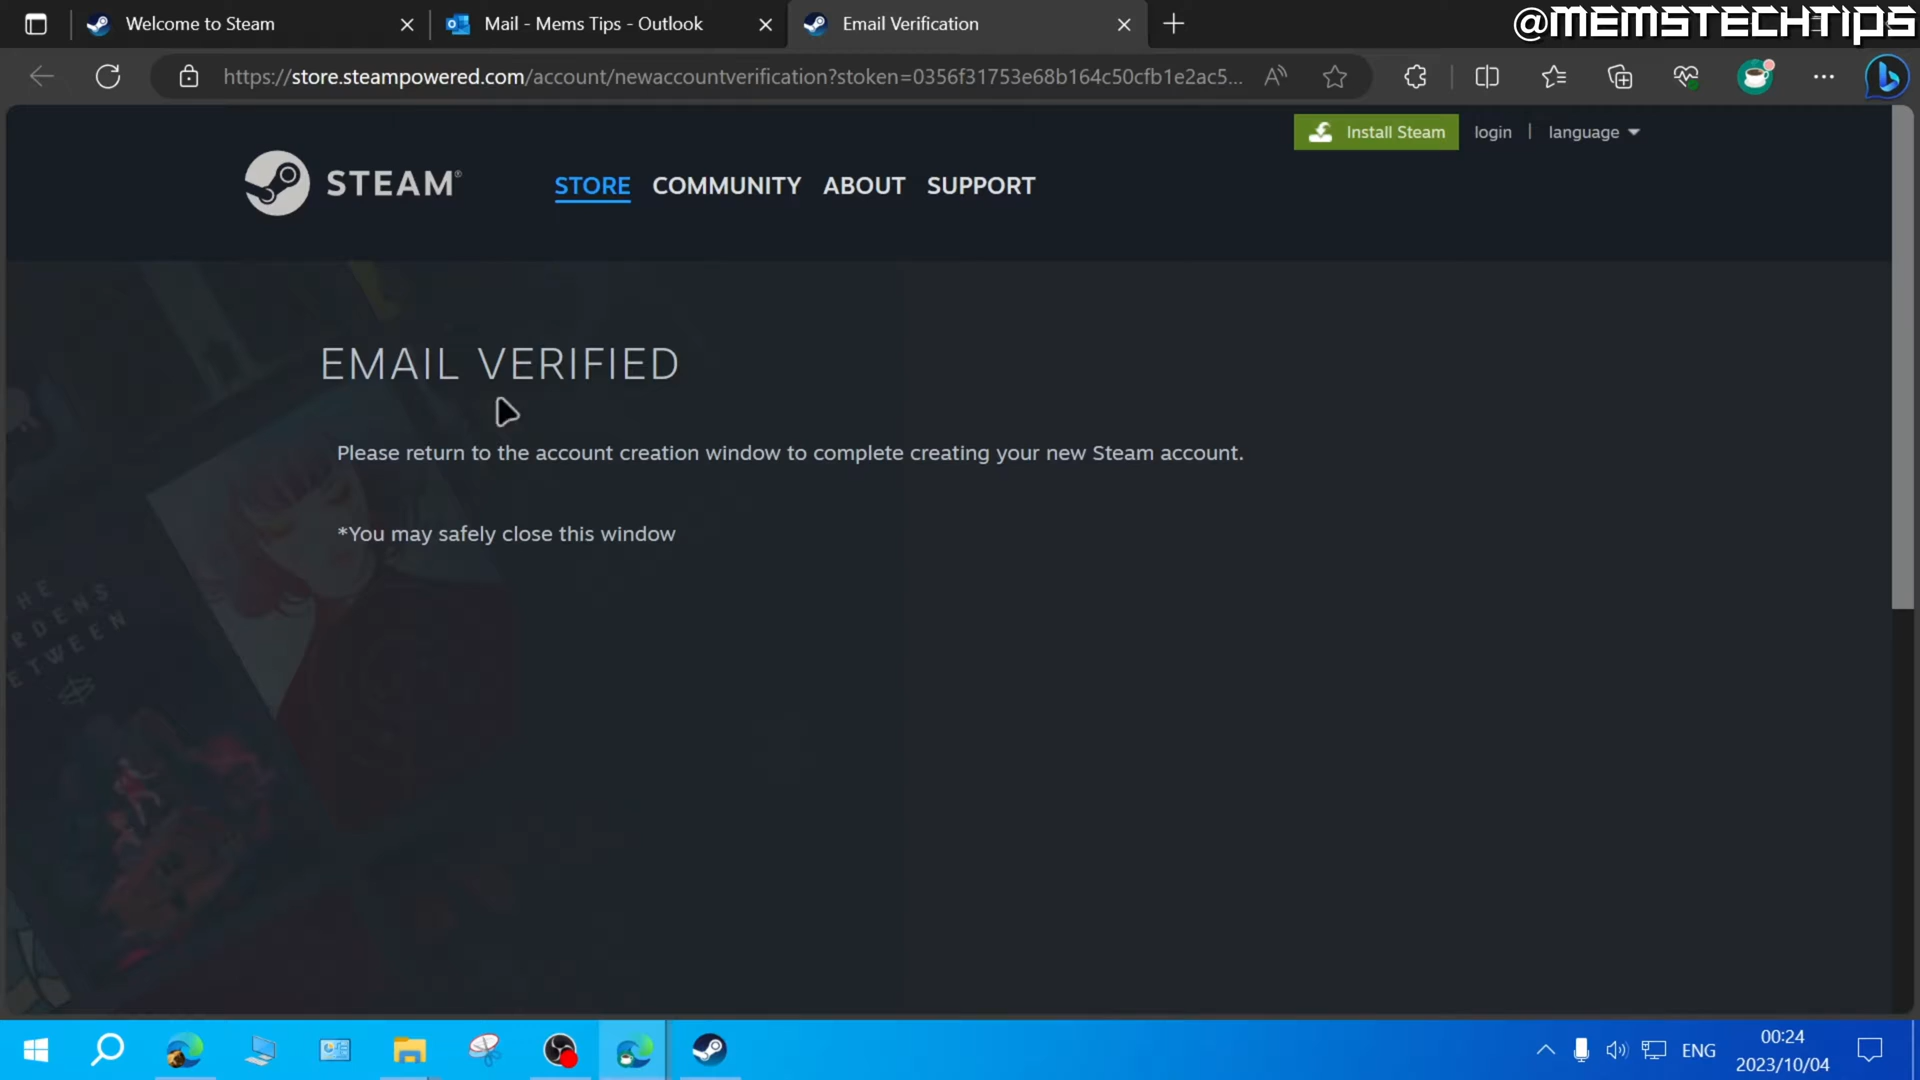 Welcome to Steam
Mail - Mems Tips - Outlook
Email Verification
@MEMSTECHTIPS
https://store.steampowered.com/account/newaccountverification?stoken=0356f31753e68b164c50cfb1e2ac5...
Install Steam
login
language
STEAM®
STORE COMMUNITY ABOUT SUPPORT
EMAIL VERIFIED
Please return to the account creation window to complete creating your new Steam account.
*You may safely close this window
ENG
00:24
2023/10/04